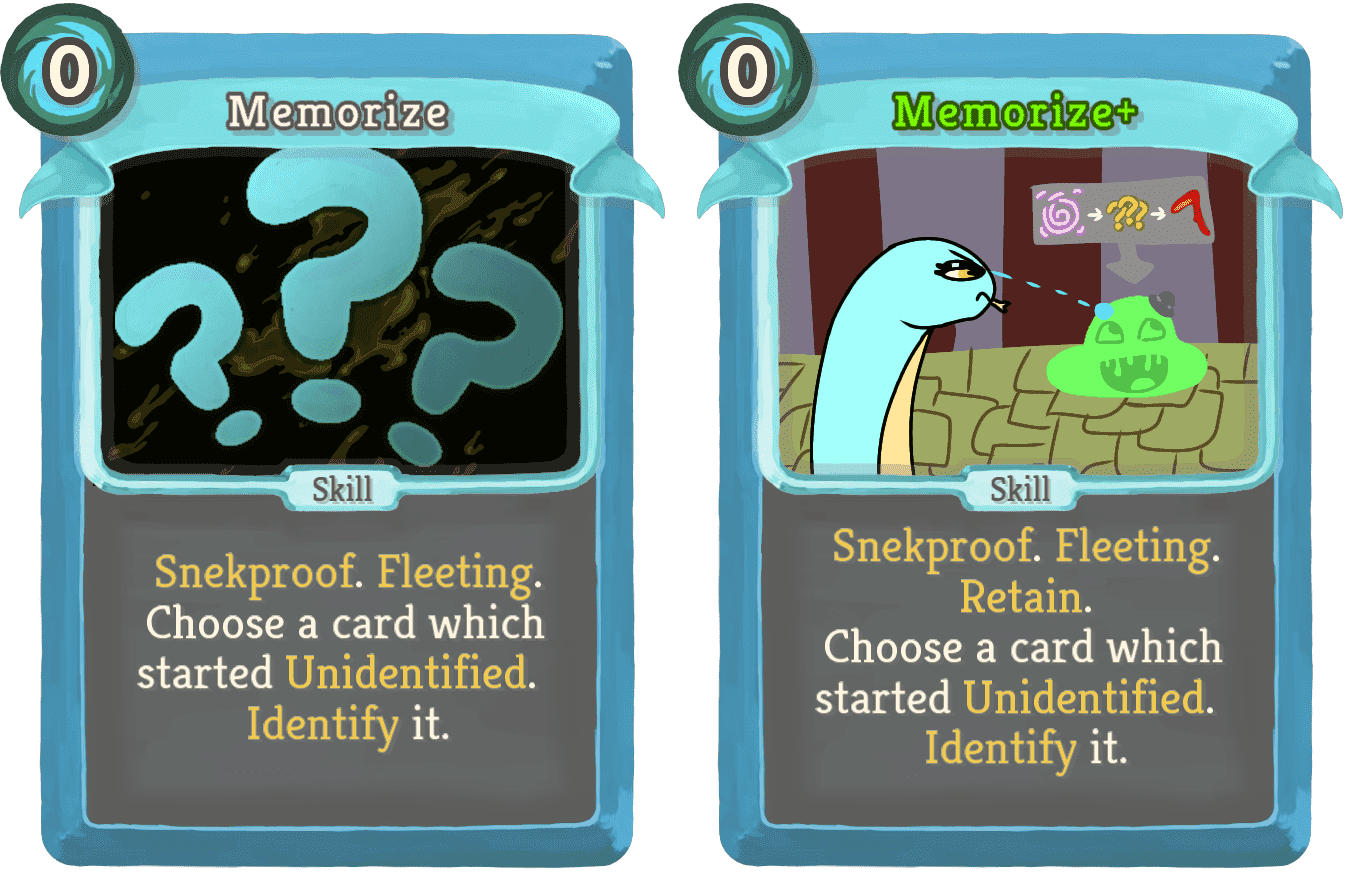 0
Memorize
Skill
Snekproof. Fleeting.
Choose a card which
started Unidentified.
Identify it.
0
Memorize+
???
Skill
Snekproof. Fleeting.
Retain.
Choose a card which
started Unidentified.
Identify it.